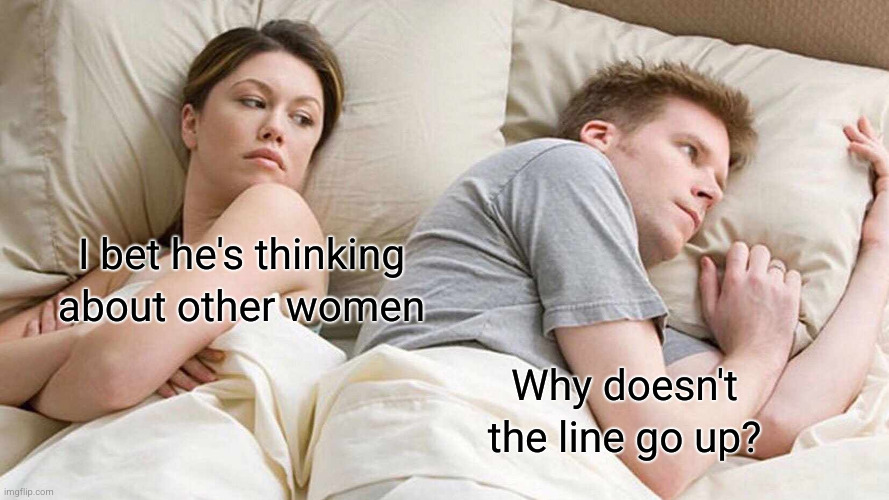 I bet he's thinking
about other women
Why doesn't
the line go up?
imgflip.com